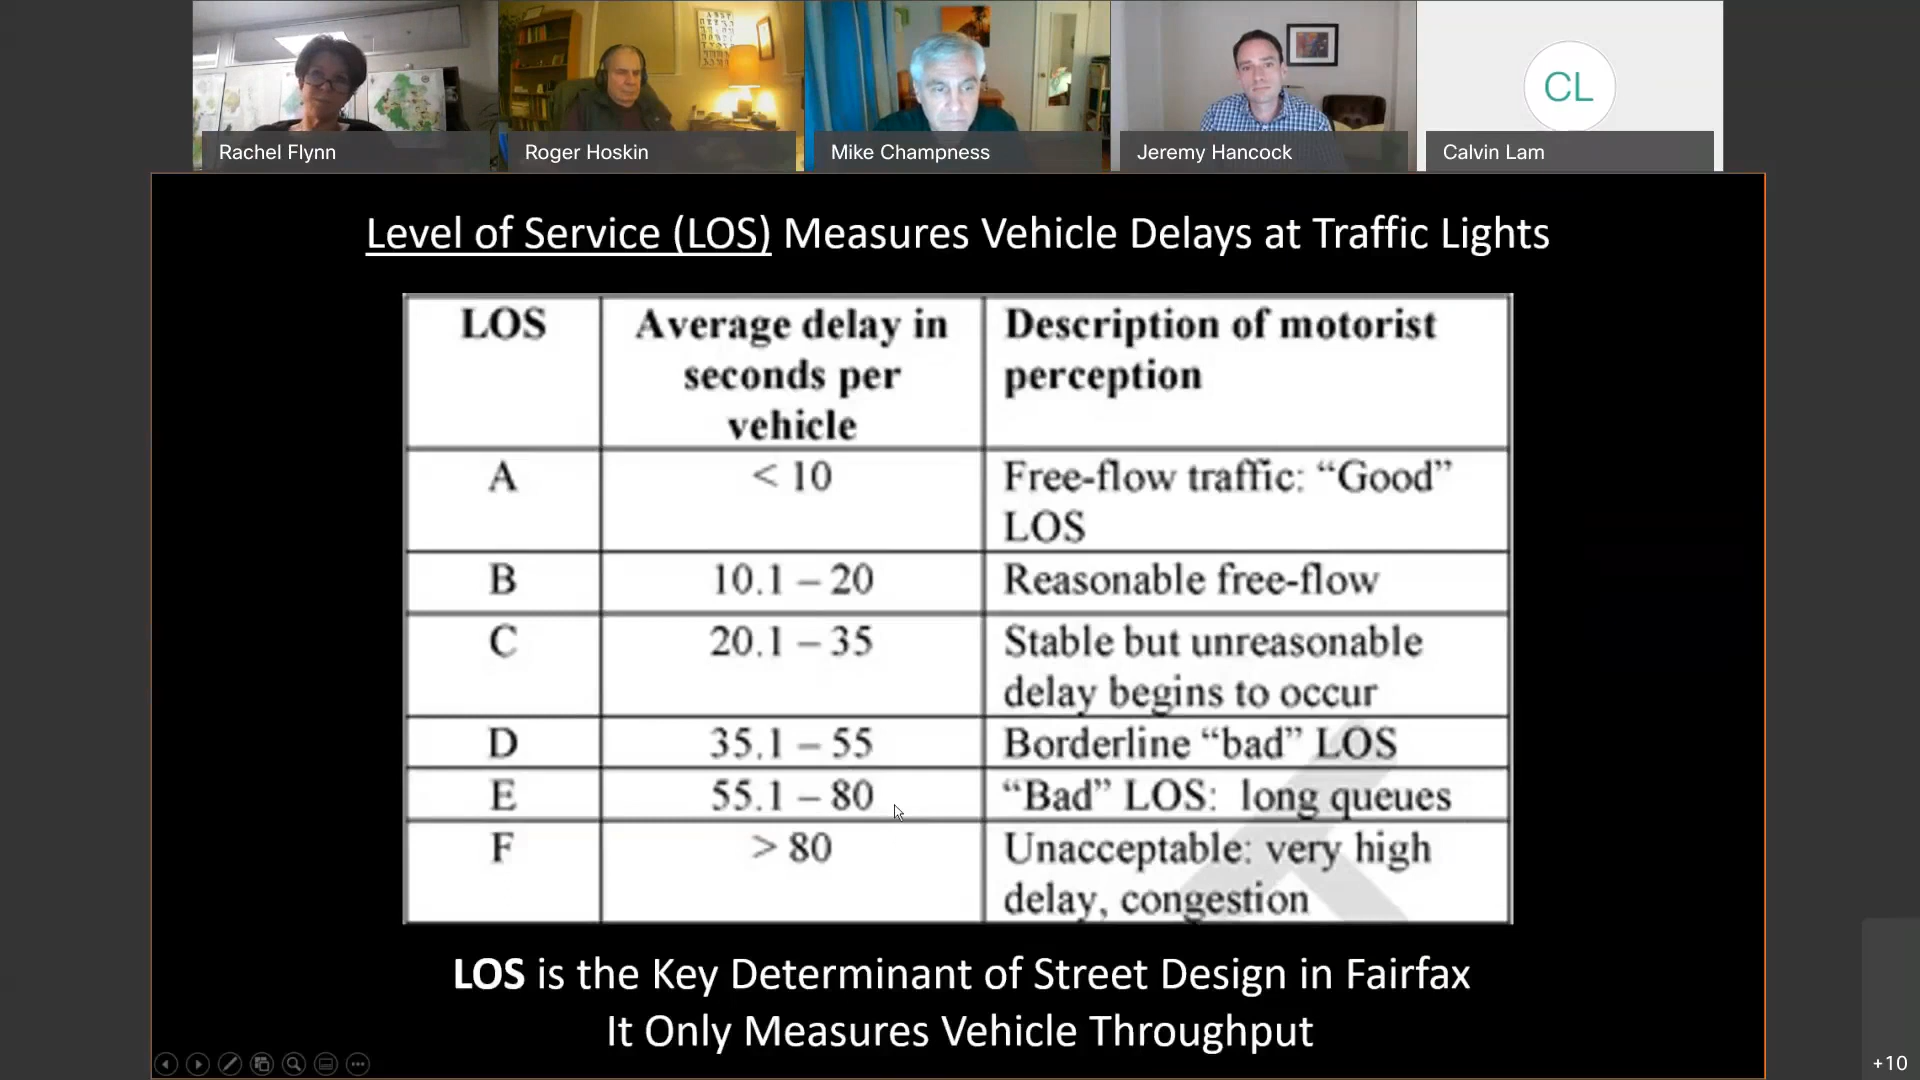 Rachel Flynn
Roger Hoskin
Mike Champness
Jeremy Hancock
CL
Calvin Lam
Level of Service (LOS) Measures Vehicle Delays at Traffic Lights
LOS
Average delay in
seconds per
vehicle
Description of motorist
perception
A
< 10
Free-flow traffic: “Good”
LOS
B
10.1 – 20
Reasonable free-flow
C
20.1 – 35
Stable but unreasonable
delay begins to occur
D
35.1 – 55
Borderline “bad” LOS
E
55.1 – 80
“Bad” LOS: long queues
F
> 80
Unacceptable: very high
delay, congestion
LOS is the Key Determinant of Street Design in Fairfax
It Only Measures Vehicle Throughput
+10